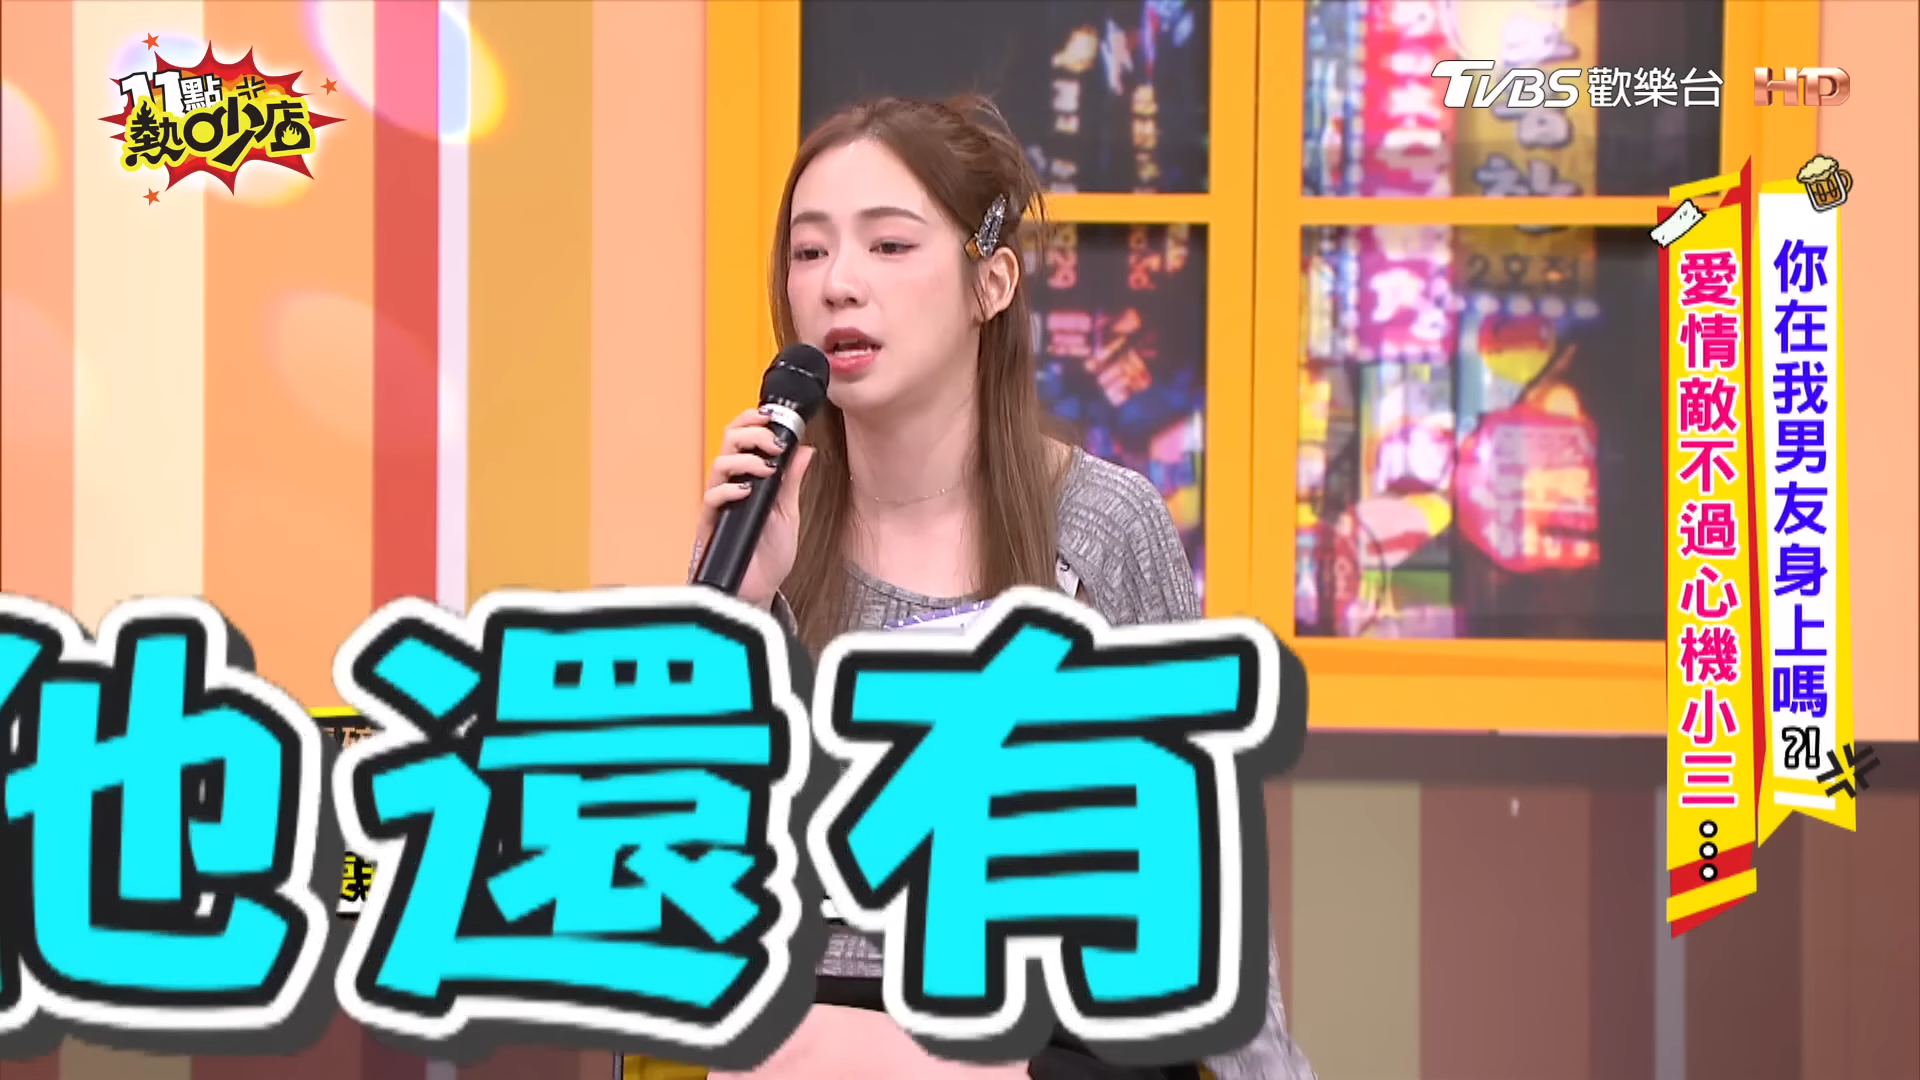 11點
熱吵店
TVBS歡樂台 HD
你在我男友身上嗎?!
愛情敵不過心機小三...
他還有